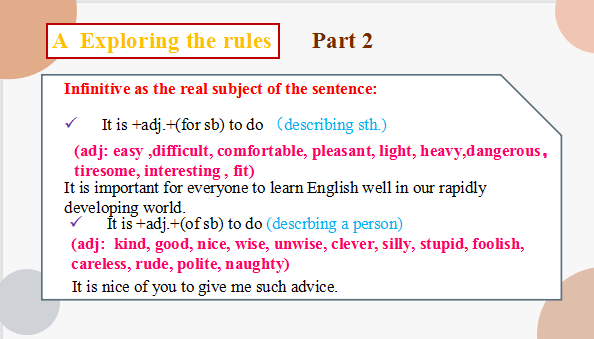 A Exploring the rules Part 2
Infinitive as the real subject of the sentence:
✓ It is +adj.+(for sb) to do (describing sth.)
(adj: easy ,difficult, comfortable, pleasant, light, heavy,dangerous,
tiresome, interesting , fit)
It is important for everyone to learn English well in our rapidly
developing world.
✓ It is +adj.+(of sb) to do (descrbing a person)
(adj: kind, good, nice, wise, unwise, clever, silly, stupid, foolish,
careless, rude, polite, naughty)
It is nice of you to give me such advice.